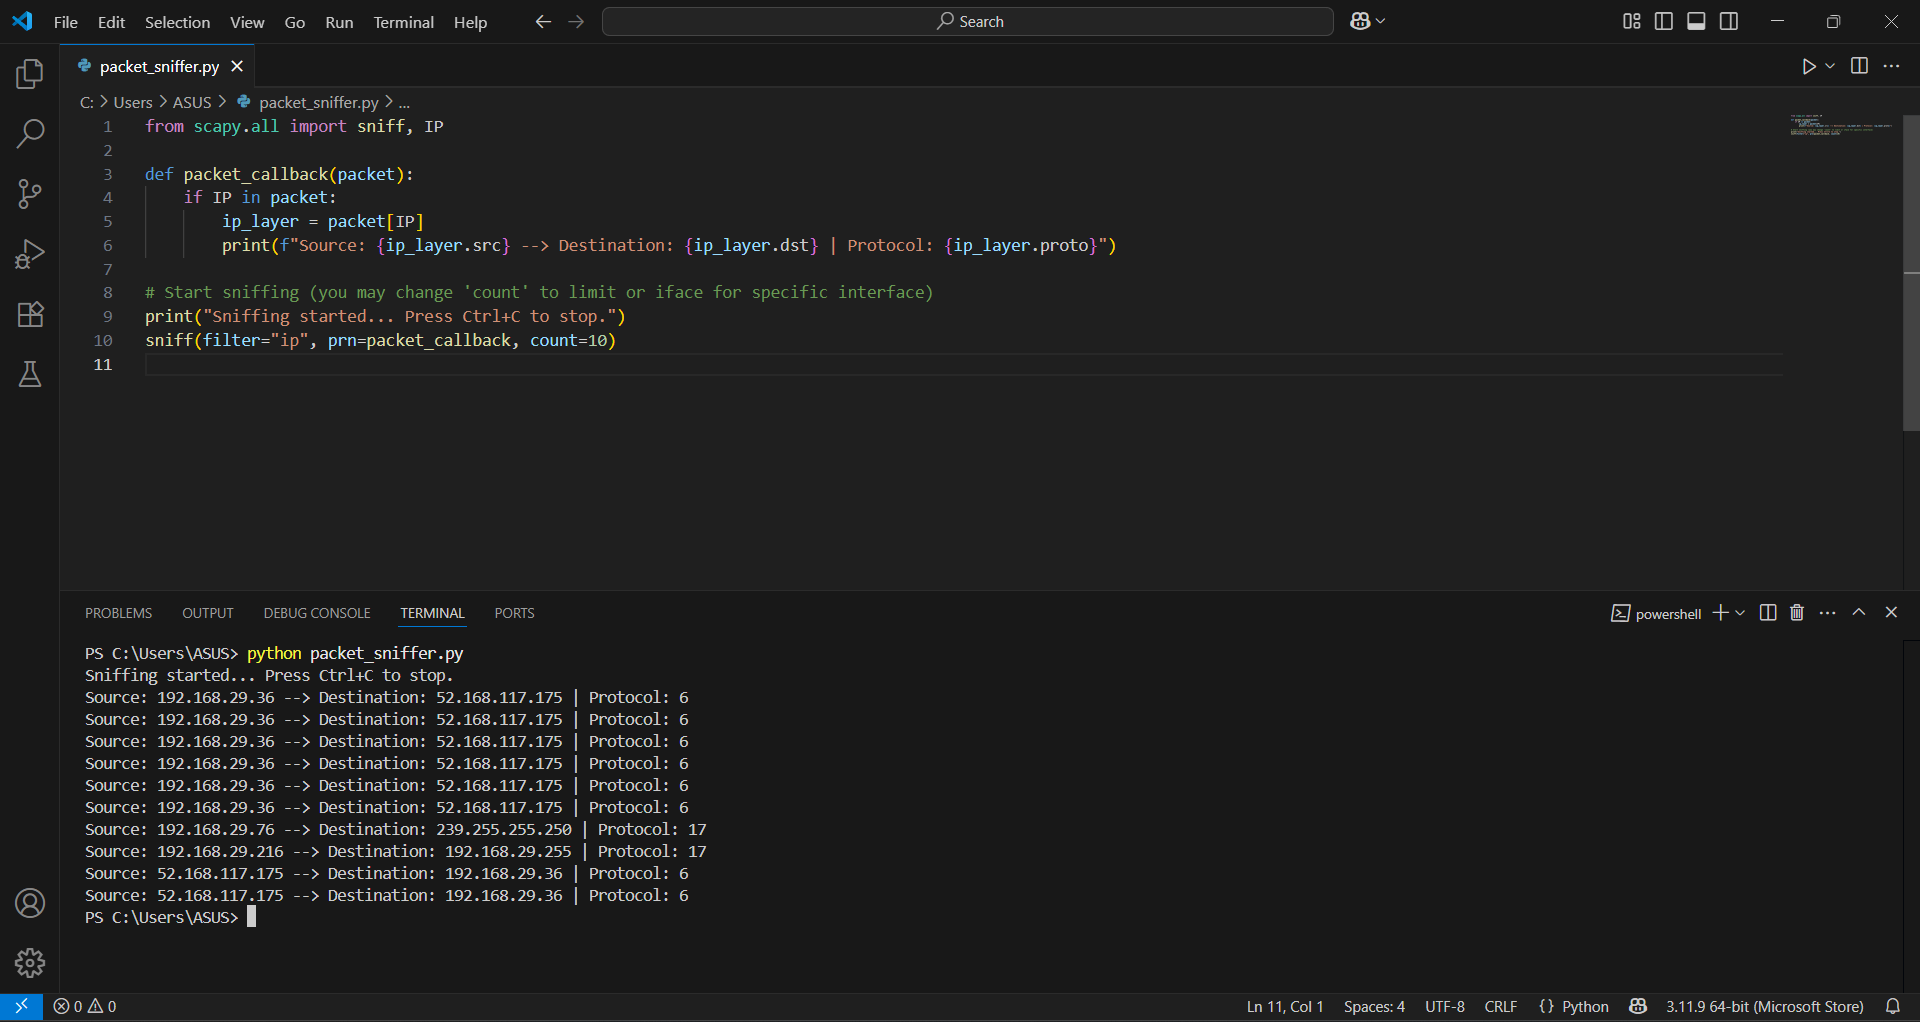 File Edit Selection View Go Run Terminal Help Search
packet_sniffer.py
C: > Users > ASUS > packet_sniffer.py > ...
1 from scapy.all import sniff, IP
2
3 def packet_callback(packet):
4     if IP in packet:
5         ip_layer = packet[IP]
6         print(f"Source: {ip_layer.src} --> Destination: {ip_layer.dst} | Protocol: {ip_layer.proto}")
7
8 # Start sniffing (you may change 'count' to limit or iface for specific interface)
9 print("Sniffing started... Press Ctrl+C to stop.")
10 sniff(filter="ip", prn=packet_callback, count=10)
11
PROBLEMS OUTPUT DEBUG CONSOLE TERMINAL PORTS powershell
PS C:\Users\ASUS> python packet_sniffer.py
Sniffing started... Press Ctrl+C to stop.
Source: 192.168.29.36 --> Destination: 52.168.117.175 | Protocol: 6
Source: 192.168.29.36 --> Destination: 52.168.117.175 | Protocol: 6
Source: 192.168.29.36 --> Destination: 52.168.117.175 | Protocol: 6
Source: 192.168.29.36 --> Destination: 52.168.117.175 | Protocol: 6
Source: 192.168.29.36 --> Destination: 52.168.117.175 | Protocol: 6
Source: 192.168.29.36 --> Destination: 52.168.117.175 | Protocol: 6
Source: 192.168.29.76 --> Destination: 239.255.255.250 | Protocol: 17
Source: 192.168.29.216 --> Destination: 192.168.29.255 | Protocol: 17
Source: 52.168.117.175 --> Destination: 192.168.29.36 | Protocol: 6
Source: 52.168.117.175 --> Destination: 192.168.29.36 | Protocol: 6
PS C:\Users\ASUS>
0 0 Ln 11, Col 1 Spaces: 4 UTF-8 CRLF {} Python 3.11.9 64-bit (Microsoft Store)